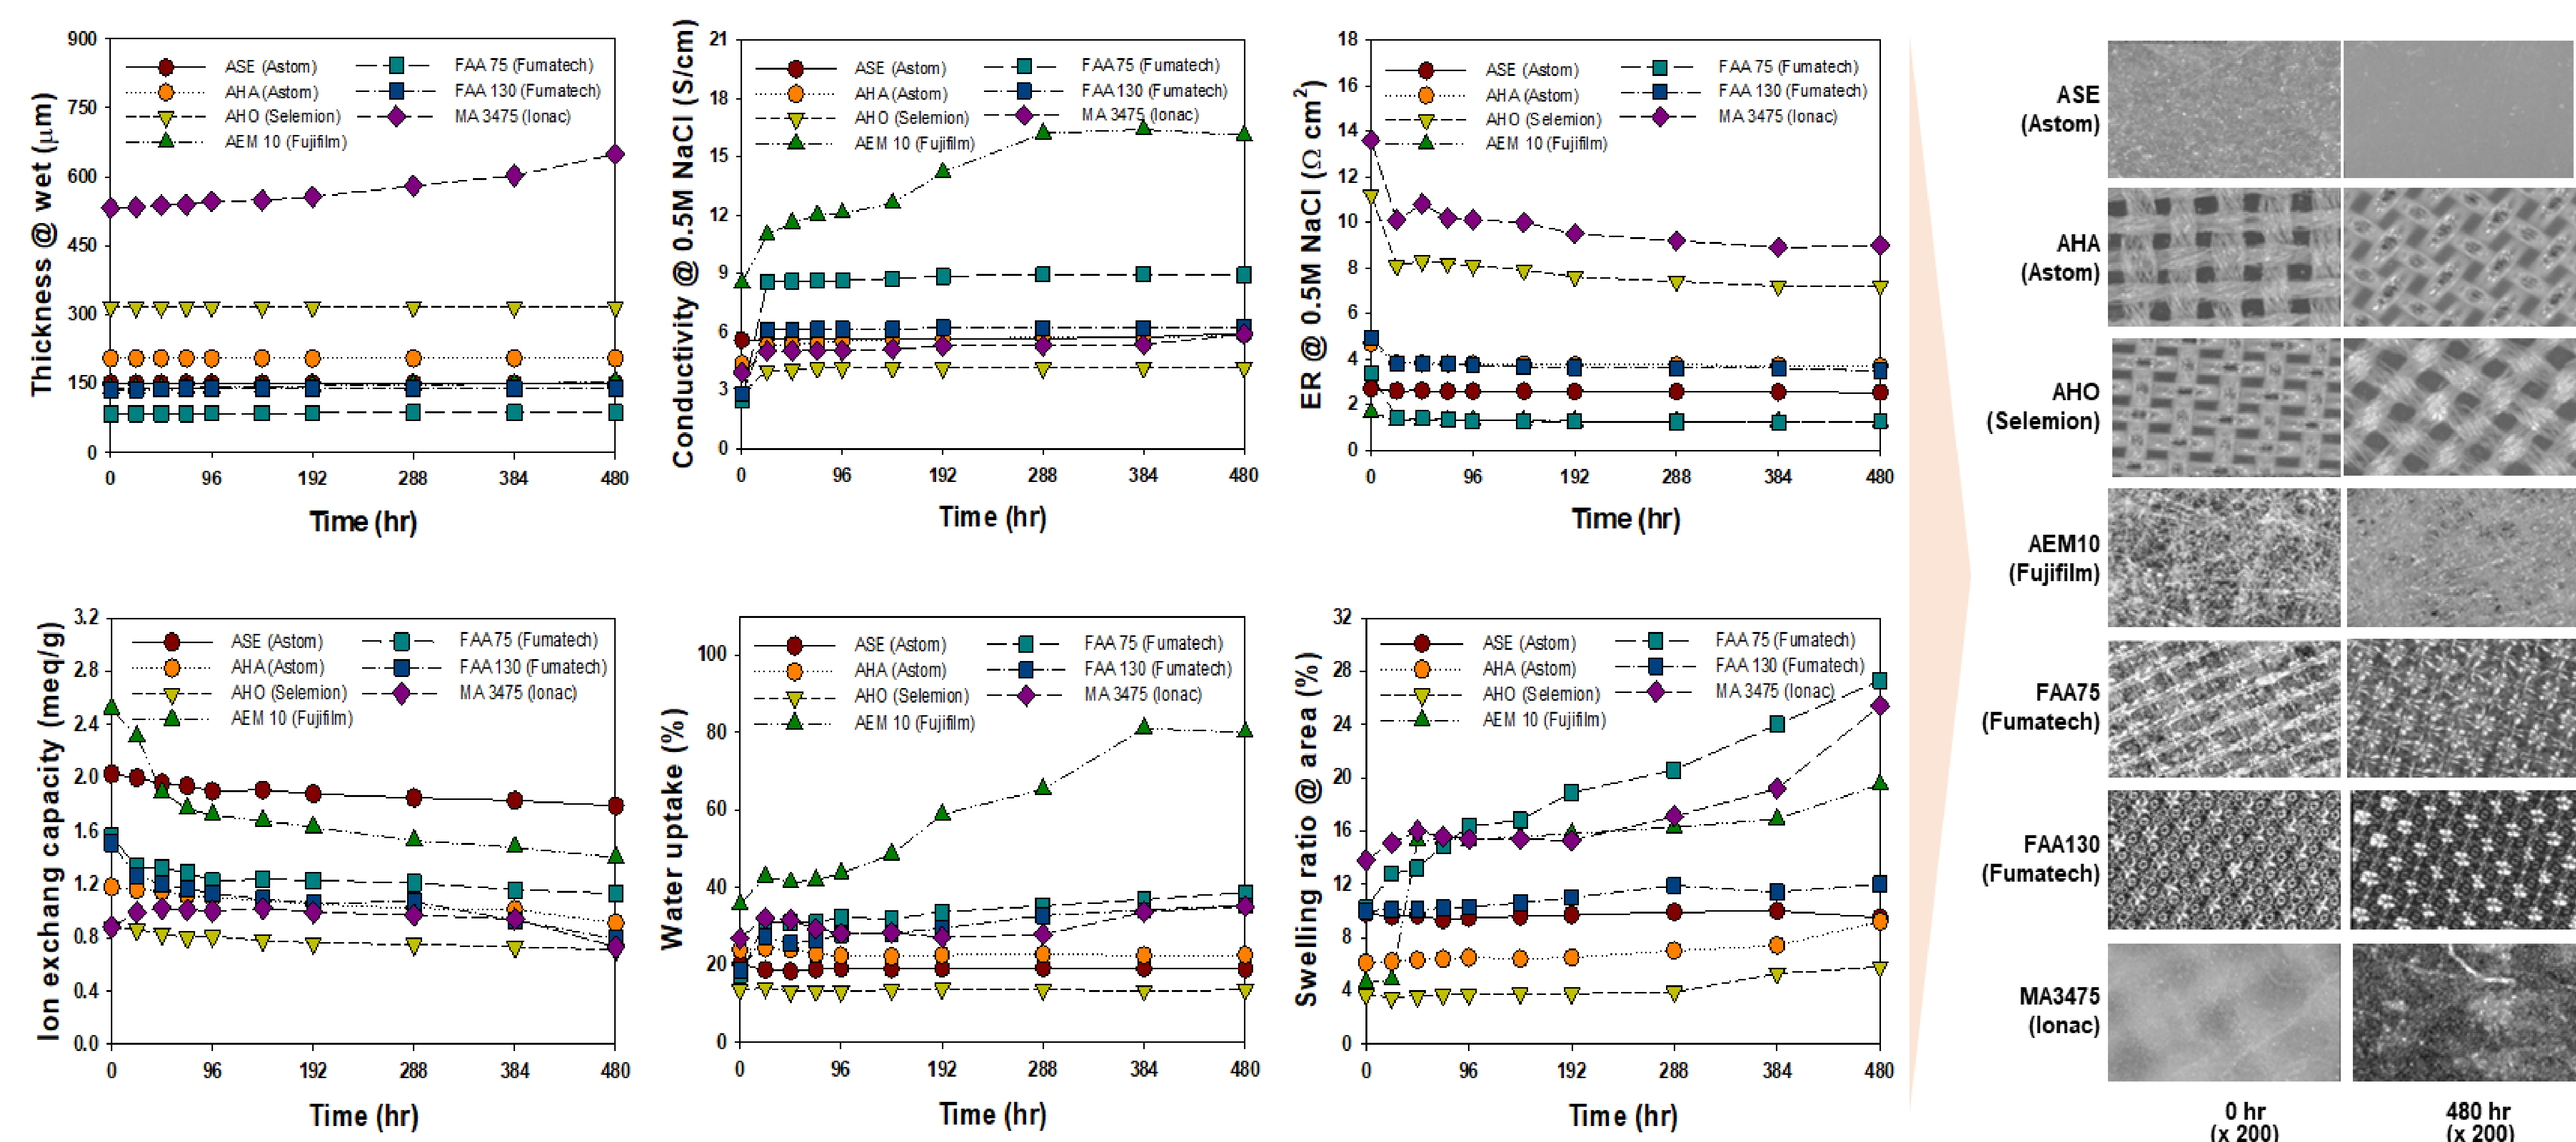 Thickness @ wet (μm)
900
750
600
450
300
150
0
ASE (Astom)
AHA (Astom)
AHO (Selemion)
AEM 10 (Fujifilm)
FAA 75 (Fumatech)
FAA 130 (Fumatech)
MA 3475 (Ionac)
0 96 192 288 384 480
Time (hr)
Conductivity @ 0.5M NaCl (S/cm)
21
18
15
12
9
6
3
0
ASE (Astom)
AHA (Astom)
AHO (Selemion)
AEM 10 (Fujifilm)
FAA 75 (Fumatech)
FAA 130 (Fumatech)
MA 3475 (Ionac)
0 96 192 288 384 480
Time (hr)
ER @ 0.5M NaCl (Ω cm²)
18
16
14
12
10
8
6
4
2
0
ASE (Astom)
AHA (Astom)
AHO (Selemion)
AEM 10 (Fujifilm)
FAA 75 (Fumatech)
FAA 130 (Fumatech)
MA 3475 (Ionac)
0 96 192 288 384 480
Time (hr)
Ion exchang capacity (meq/g)
3.2
2.8
2.4
2.0
1.6
1.2
0.8
0.4
0.0
ASE (Astom)
AHA (Astom)
AHO (Selemion)
AEM 10 (Fujifilm)
FAA 75 (Fumatech)
FAA 130 (Fumatech)
MA 3475 (Ionac)
0 96 192 288 384 480
Time (hr)
Water uptake (%)
100
80
60
40
20
0
ASE (Astom)
AHA (Astom)
AHO (Selemion)
AEM 10 (Fujifilm)
FAA 75 (Fumatech)
FAA 130 (Fumatech)
MA 3475 (Ionac)
0 96 192 288 384 480
Time (hr)
Swelling ratio @ area (%)
32
28
24
20
16
12
8
4
0
ASE (Astom)
AHA (Astom)
AHO (Selemion)
AEM 10 (Fujifilm)
FAA 75 (Fumatech)
FAA 130 (Fumatech)
MA 3475 (Ionac)
0 96 192 288 384 480
Time (hr)
ASE
(Astom)
AHA
(Astom)
AHO
(Selemion)
AEM10
(Fujifilm)
FAA75
(Fumatech)
FAA130
(Fumatech)
MA3475
(Ionac)
0 hr
(x 200)
480 hr
(x 200)